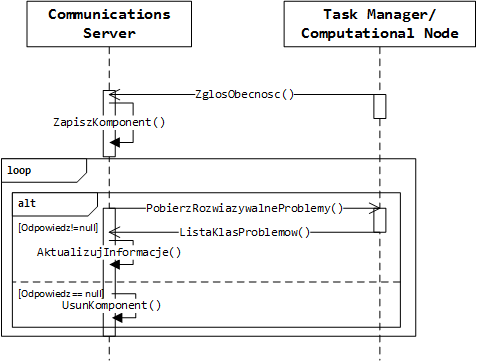 Communications
Server
Task Manager/
Computational Node
ZglosObecnosc()
ZapiszKomponent()
loop
alt
PobierzRozwiazywalneProblemy()
[Odpowiedz!=null]
ListaKlasProblemow()
AktualizujInformacje()
[Odpowiedz == null]
UsunKomponent()